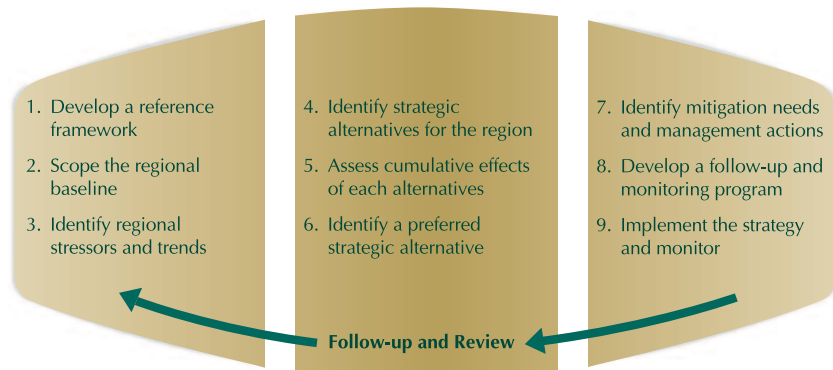 1. Develop a reference
framework
2. Scope the regional
baseline
3. Identify regional
stressors and trends
4. Identify strategic
alternatives for the region
5. Assess cumulative effects
of each alternatives
6. Identify a preferred
strategic alternative
7. Identify mitigation needs
and management actions
8. Develop a follow-up and
monitoring program
9. Implement the strategy
and monitor
Follow-up and Review